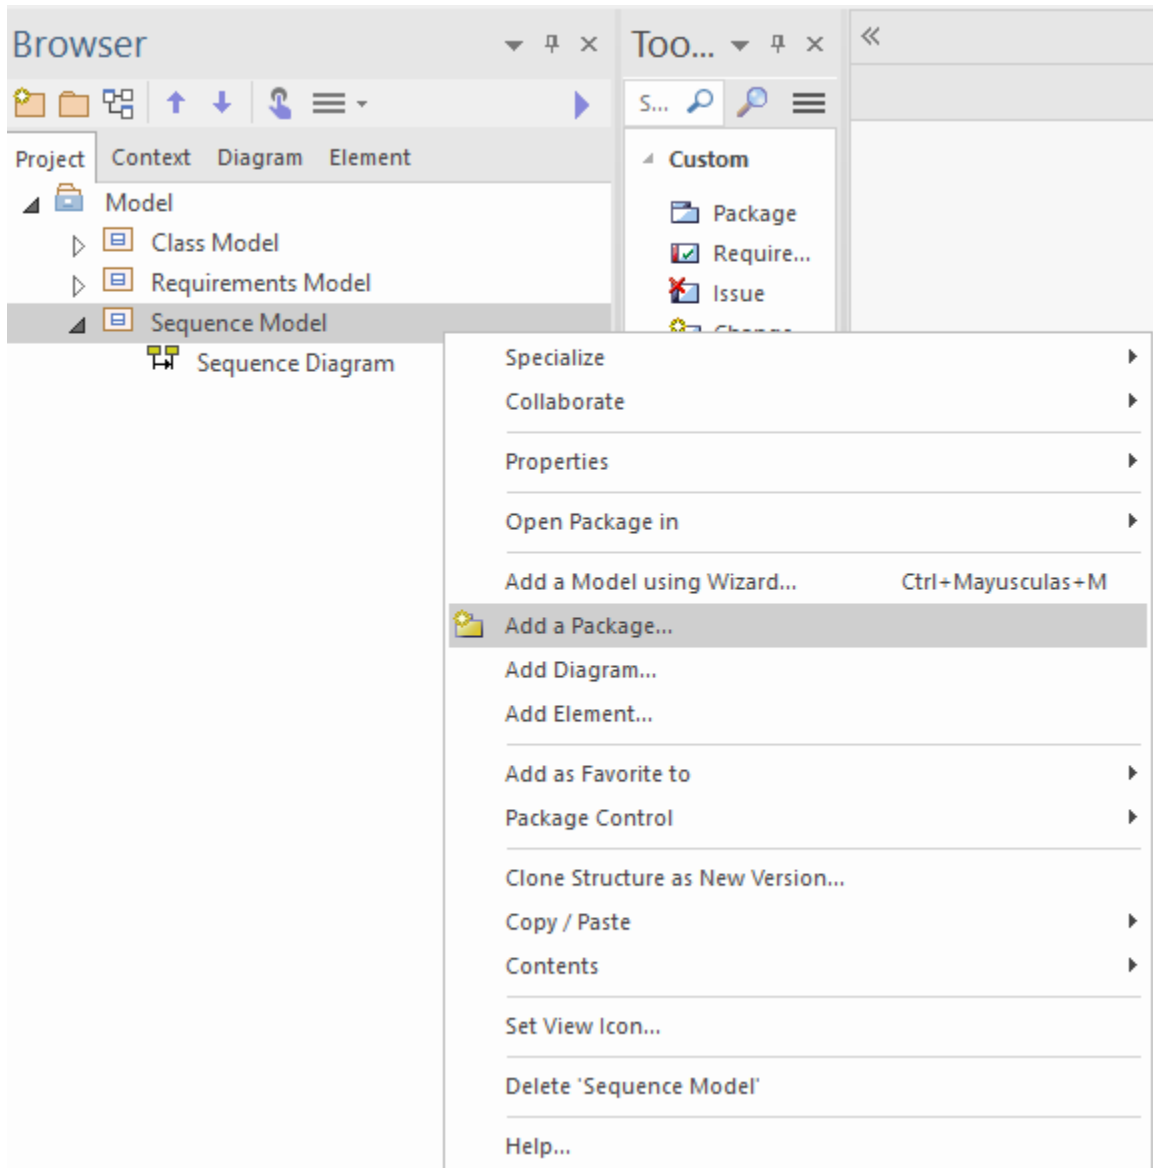 Browser
Too...
S...
Project Context Diagram Element
Custom
Model
Package
Class Model
Require...
Requirements Model
Issue
Sequence Model
Change
Sequence Diagram
Specialize
Collaborate
Properties
Open Package in
Add a Model using Wizard... Ctrl+Mayusculas+M
Add a Package...
Add Diagram...
Add Element...
Add as Favorite to
Package Control
Clone Structure as New Version...
Copy / Paste
Contents
Set View Icon...
Delete 'Sequence Model'
Help...